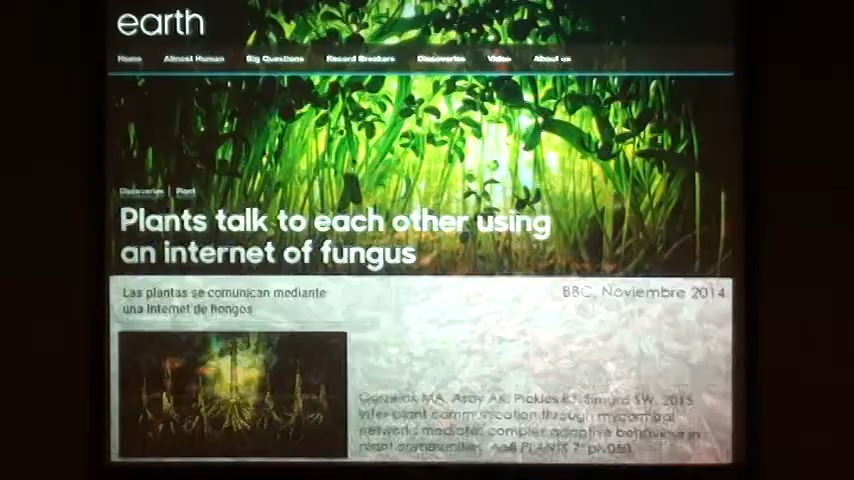 earth
Home Almost Human Big Questions Record Breakers Discoveries Video About us
Discoveries | Plant
Plants talk to each other using
an internet of fungus
Las plantas se comunican mediante
una internet de hongos
BBC, Noviembre 2014
MA, Asay AK, Pickles BJ, Simard SW. 2015
Inter-plant communication through mycorrhizal
networks mediates complex adaptive behaviour in
plant communities. AoB PLANTS 7: